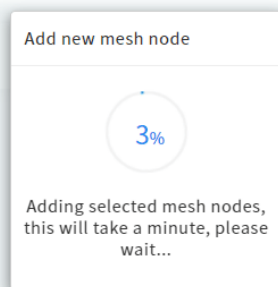 Add new mesh node
3%
Adding selected mesh nodes,
this will take a minute, please
wait...